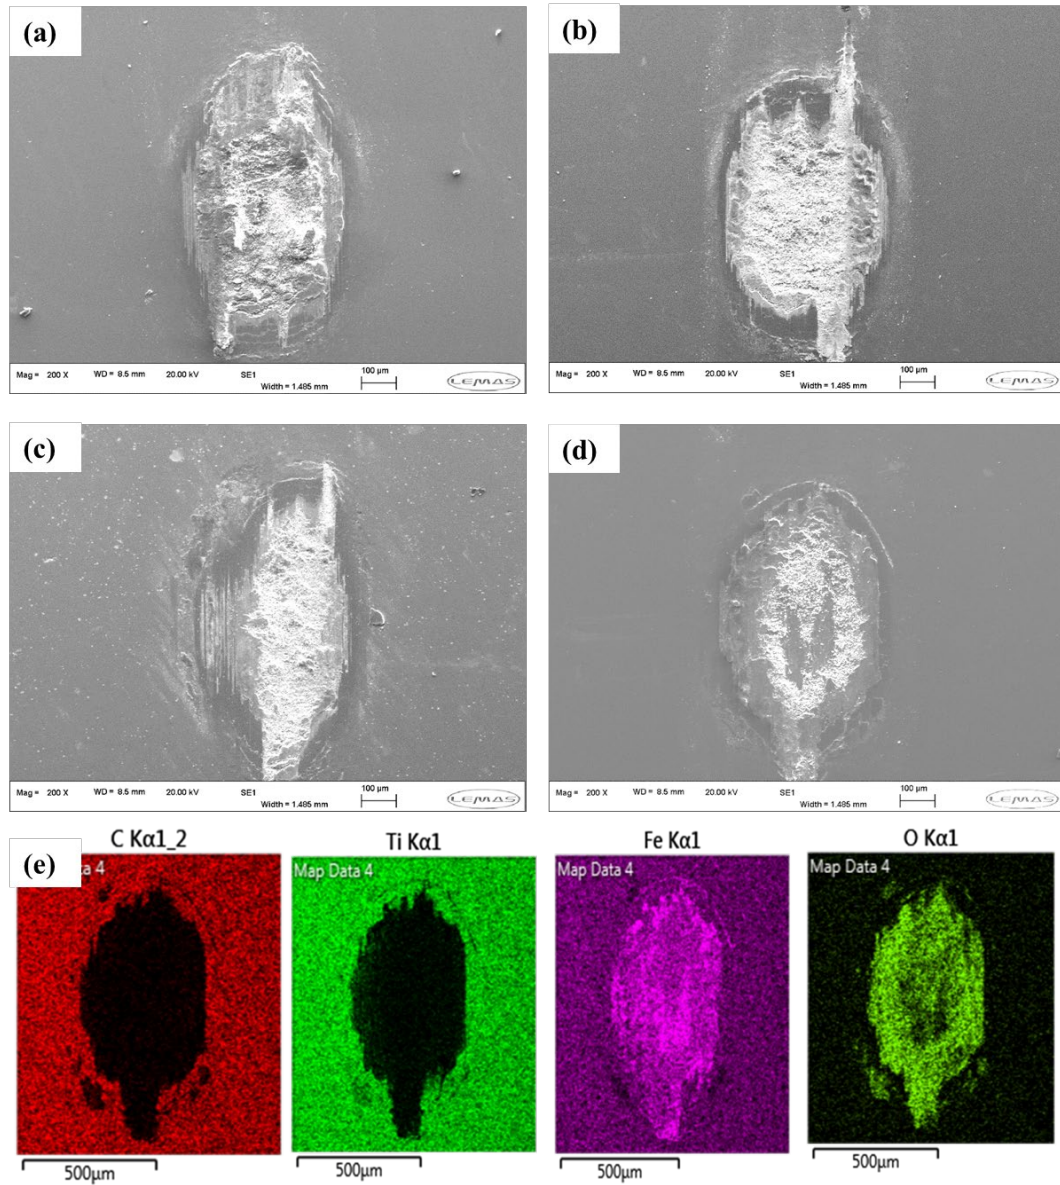 (a)
(b)
Mag = 200 X WD = 8.5 mm 20.00 kV SE1 100 µm
Width = 1.485 mm LEMAS
Mag = 200 X WD = 8.5 mm 20.00 kV SE1 100 µm
Width = 1.485 mm LEMAS
(c)
(d)
Mag = 200 X WD = 8.5 mm 20.00 kV SE1 100 µm
Width = 1.485 mm LEMAS
Mag = 200 X WD = 8.5 mm 20.00 kV SE1 100 µm
Width = 1.485 mm LEMAS
(e)
C Kα1_2
Ti Kα1
Fe Kα1
O Kα1
ta 4
Map Data 4
Map Data 4
Map Data 4
500µm
500µm
500µm
500µm